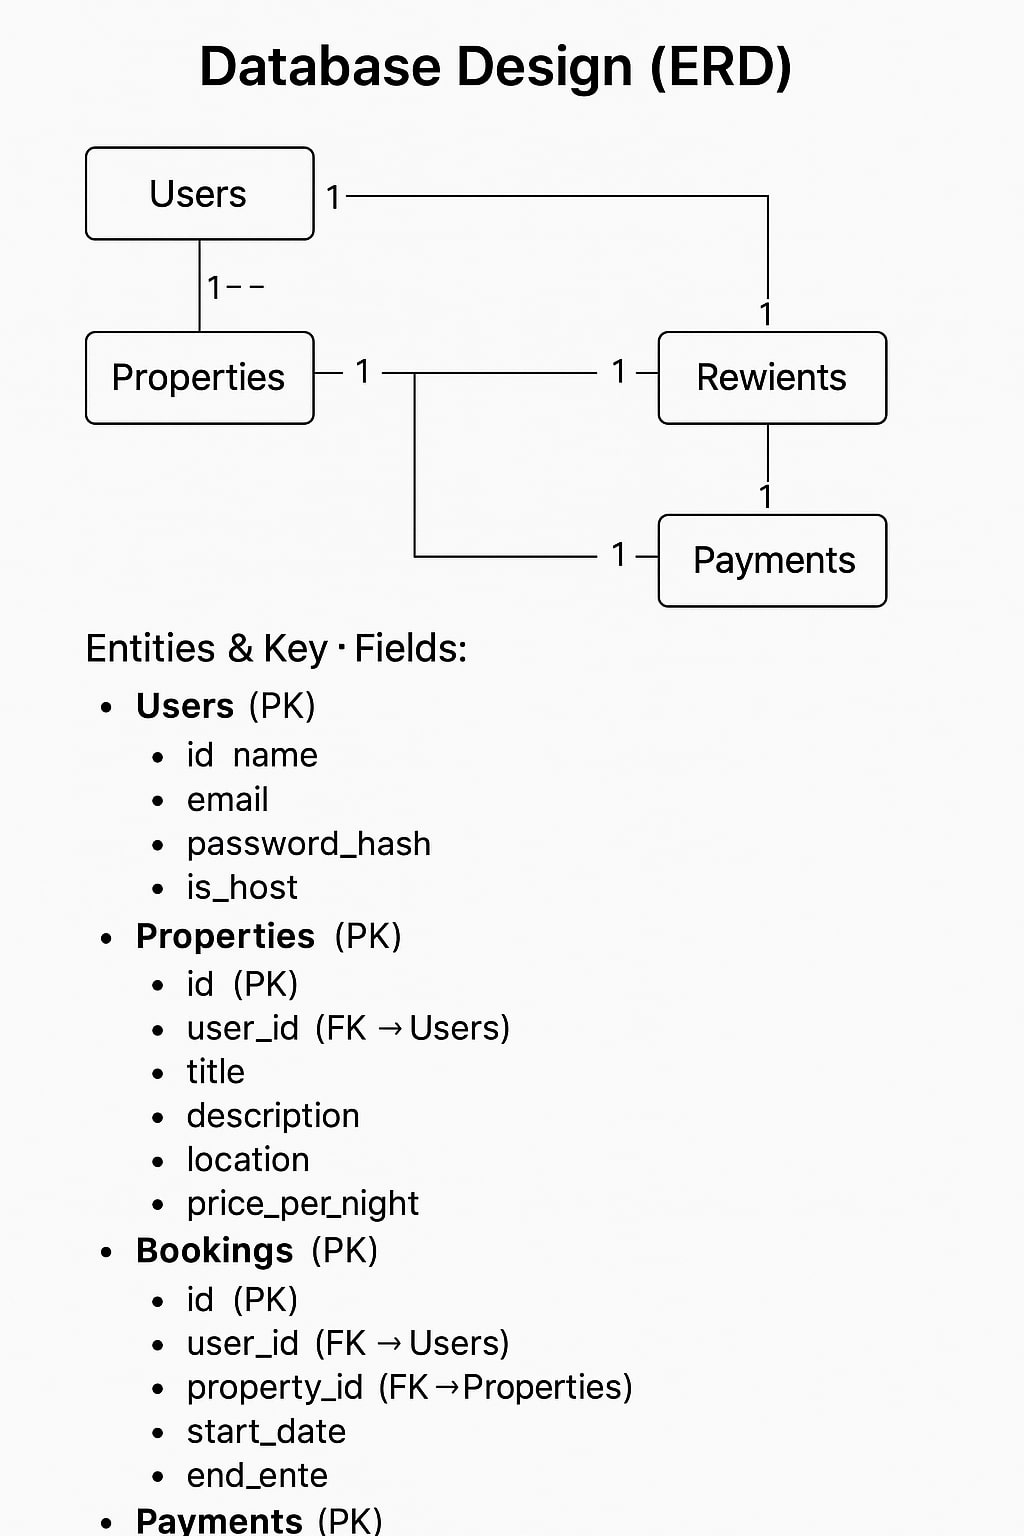 Database Design (ERD)
Users
1
1--
1
Properties
1
1
Rewients
1
1
Payments
Entities & Key · Fields:
• Users (PK)
• id name
• email
• password_hash
• is_host
• Properties (PK)
• id (PK)
• user_id (FK → Users)
• title
• description
• location
• price_per_night
• Bookings (PK)
• id (PK)
• user_id (FK → Users)
• property_id (FK → Properties)
• start_date
• end_ente
• Payments (PK)